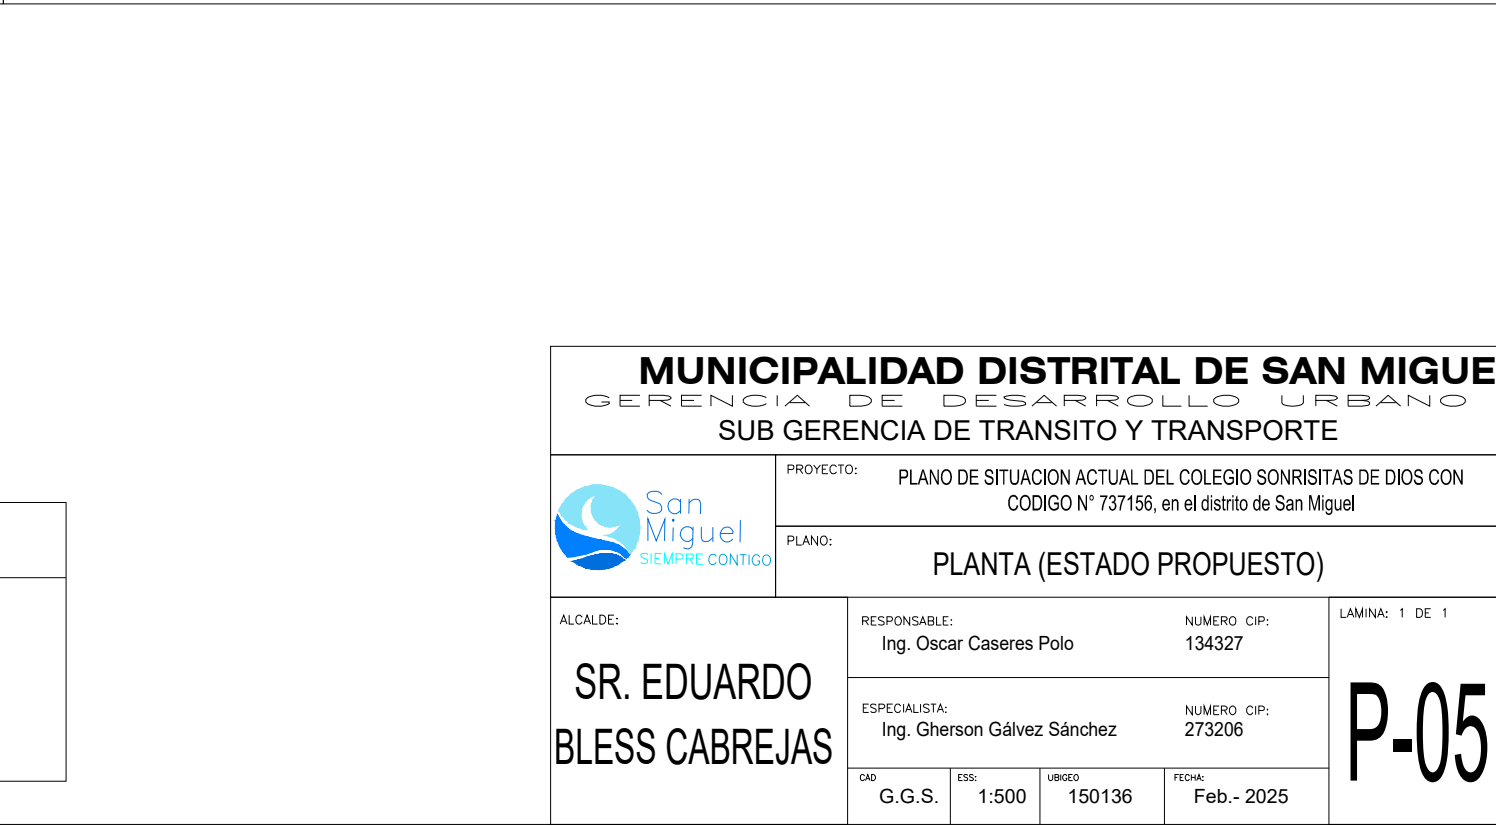 MUNICIPALIDAD DISTRITAL DE SAN MIGUE
GERENCIA DE DESARROLLO URBANO
SUB GERENCIA DE TRANSITO Y TRANSPORTE
San
Miguel
SIEMPRE CONTIGO
PROYECTO:
PLANO DE SITUACION ACTUAL DEL COLEGIO SONRISITAS DE DIOS CON
CODIGO N° 737156, en el distrito de San Miguel
PLANO:
PLANTA (ESTADO PROPUESTO)
ALCALDE:
SR. EDUARDO
BLESS CABREJAS
RESPONSABLE: NUMERO CIP:
Ing. Oscar Caseres Polo 134327
ESPECIALISTA: NUMERO CIP:
Ing. Gherson Gálvez Sánchez 273206
CAD ESS: UBIGEO FECHA:
G.G.S. 1:500 150136 Feb.- 2025
LAMINA: 1 DE 1
P-05